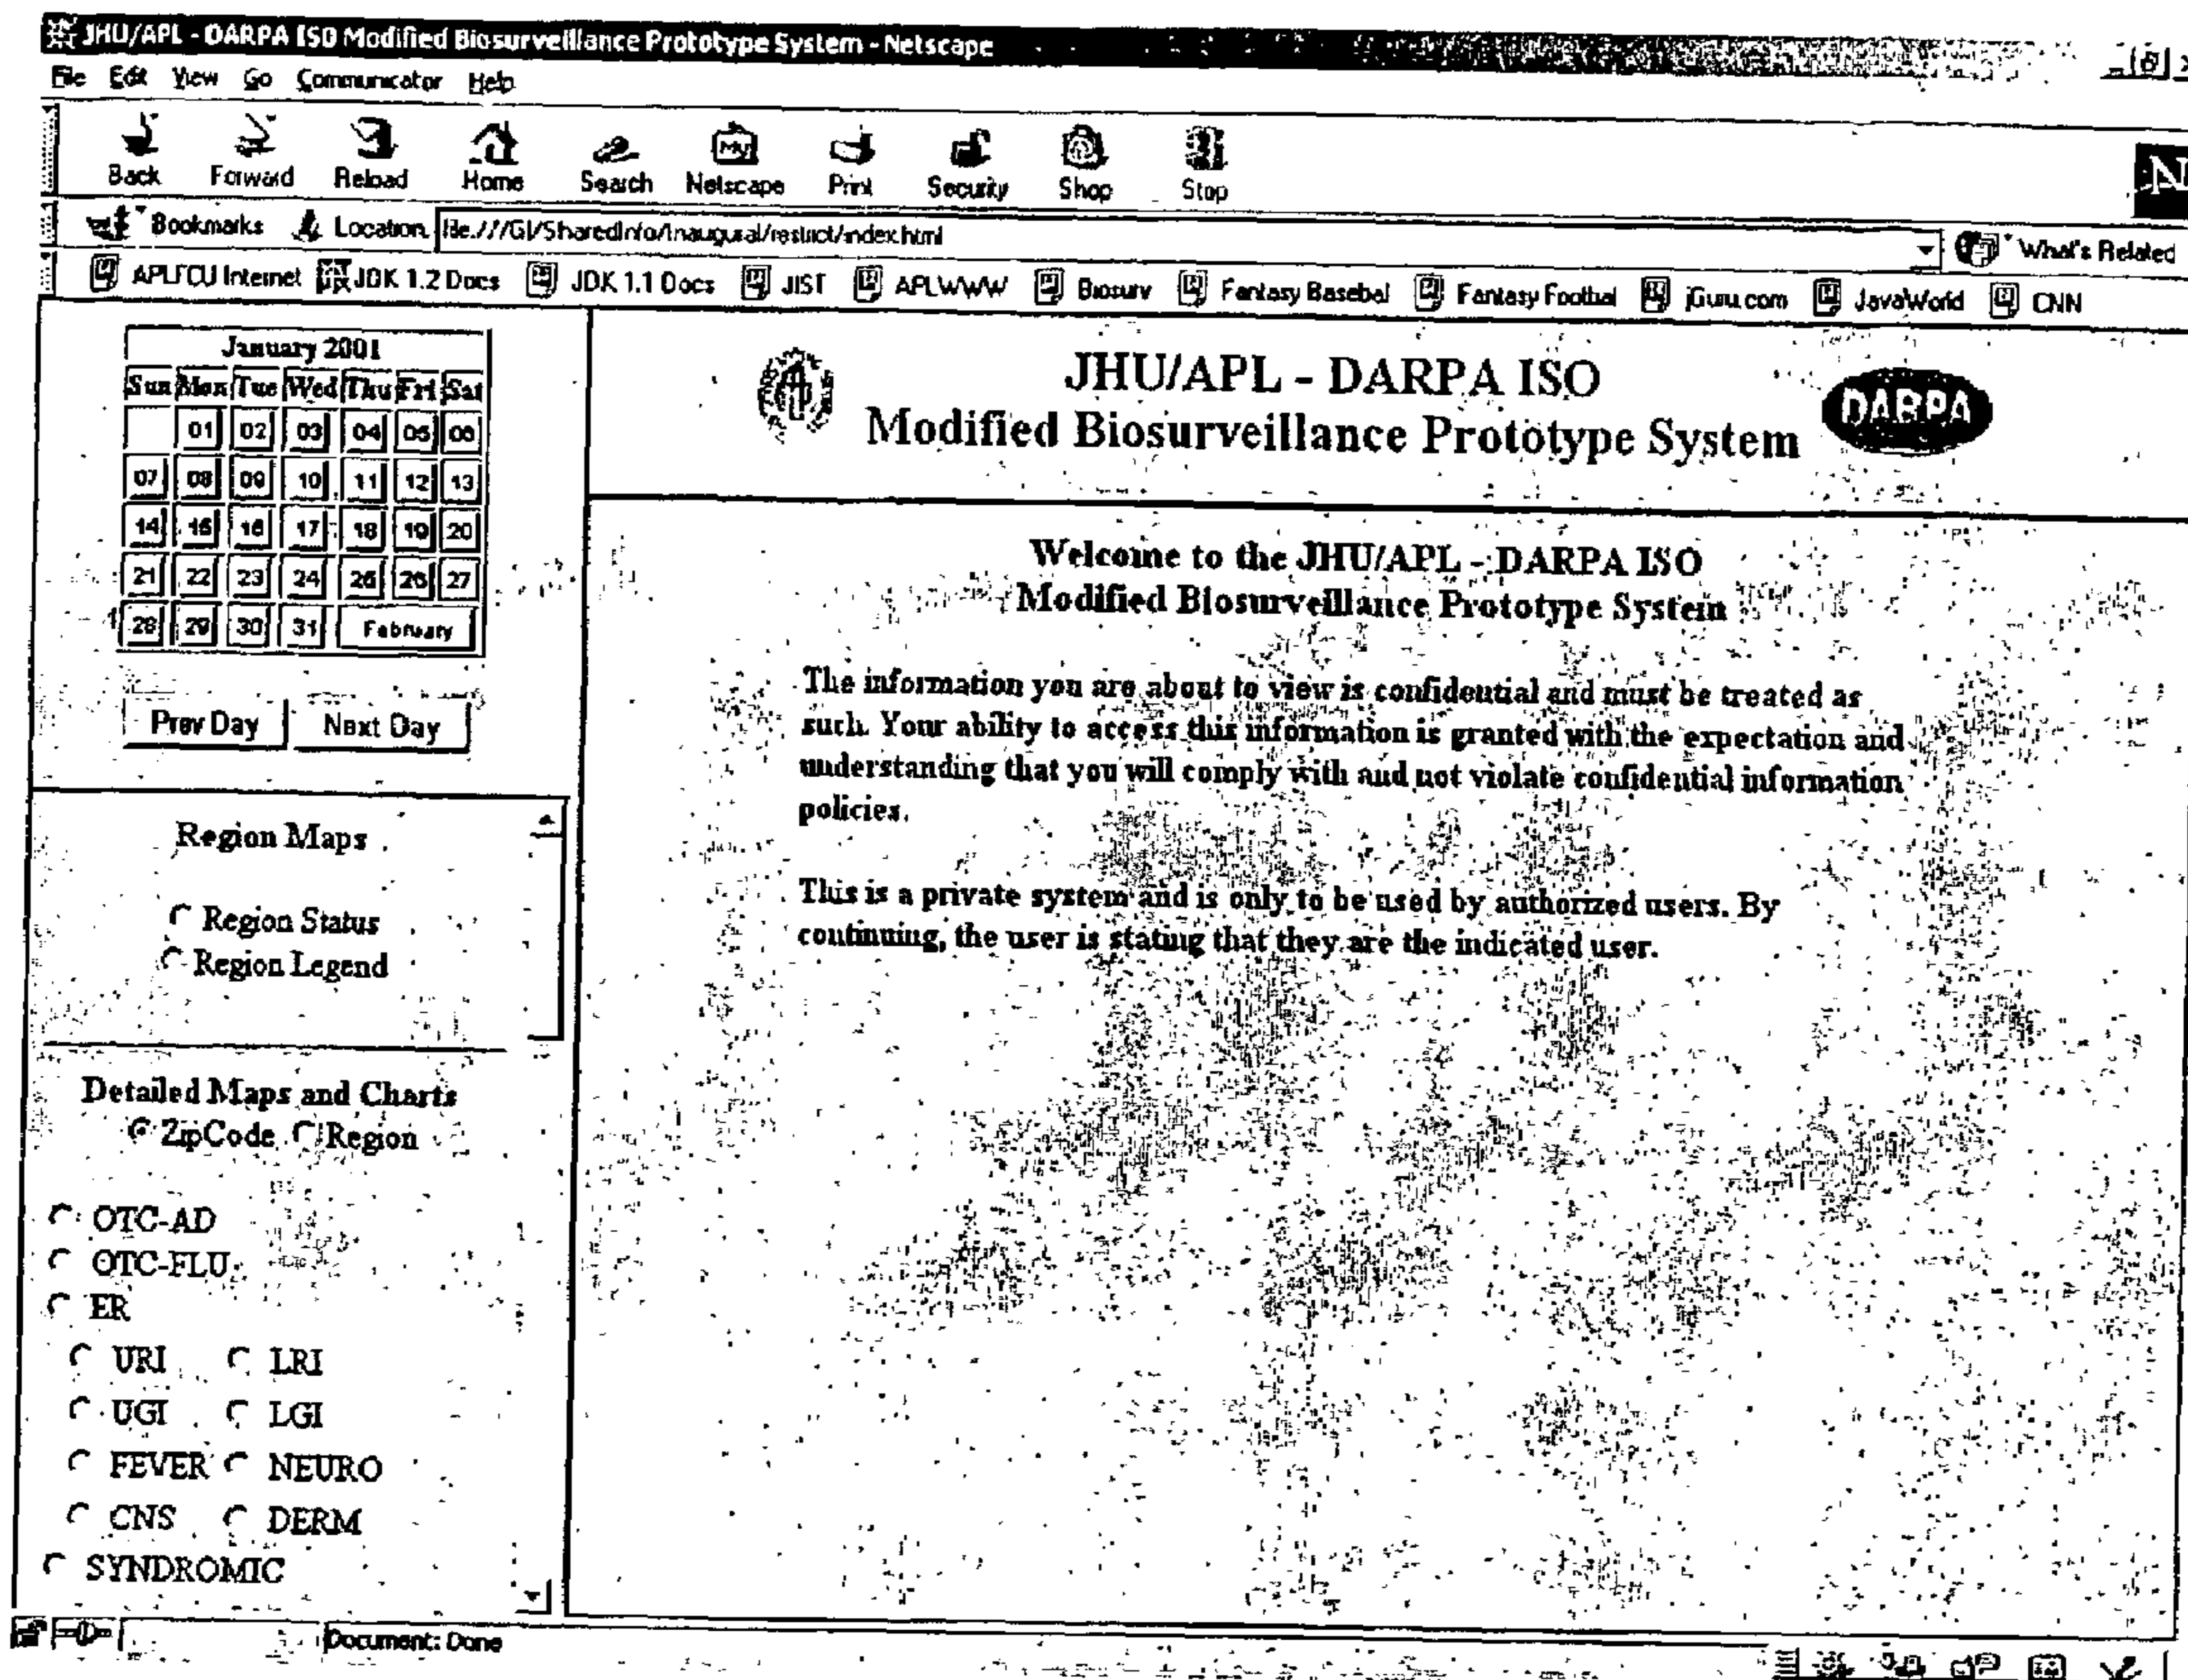 JHU/APL - DARPA ISO Modified Biosurveillance Prototype System - Netscape
File Edit View Go Communicator Help
Back Forward Reload Home Search Netscape Print Security Shop Stop
Bookmarks Location: file:///G|/SharedInfo/Inaugural/restrict/index.html What's Related
APLFCU Internet JDK 1.2 Docs JDK 1.1 Docs JIST APLWWW Biosurv Fantasy Basebal Fantasy Footbal jGuru.com JavaWorld CNN
January 2001
Sun Mon Tue Wed Thu Fri Sat
01 02 03 04 05 06
07 08 09 10 11 12 13
14 15 16 17 18 19 20
21 22 23 24 25 26 27
28 29 30 31 February
Prev Day Next Day
Region Maps
Region Status
Region Legend
Detailed Maps and Charts
ZipCode Region
OTC-AD
OTC-FLU
ER
URI LRI
UGI LGI
FEVER NEURO
CNS DERM
SYNDROMIC
JHU/APL - DARPA ISO
Modified Biosurveillance Prototype System
DARPA
Welcome to the JHU/APL - DARPA ISO
Modified Biosurveillance Prototype System
The information you are about to view is confidential and must be treated as
such. Your ability to access this information is granted with the expectation and
understanding that you will comply with and not violate confidential information
policies.
This is a private system and is only to be used by authorized users. By
continuing, the user is stating that they are the indicated user.
Document: Done